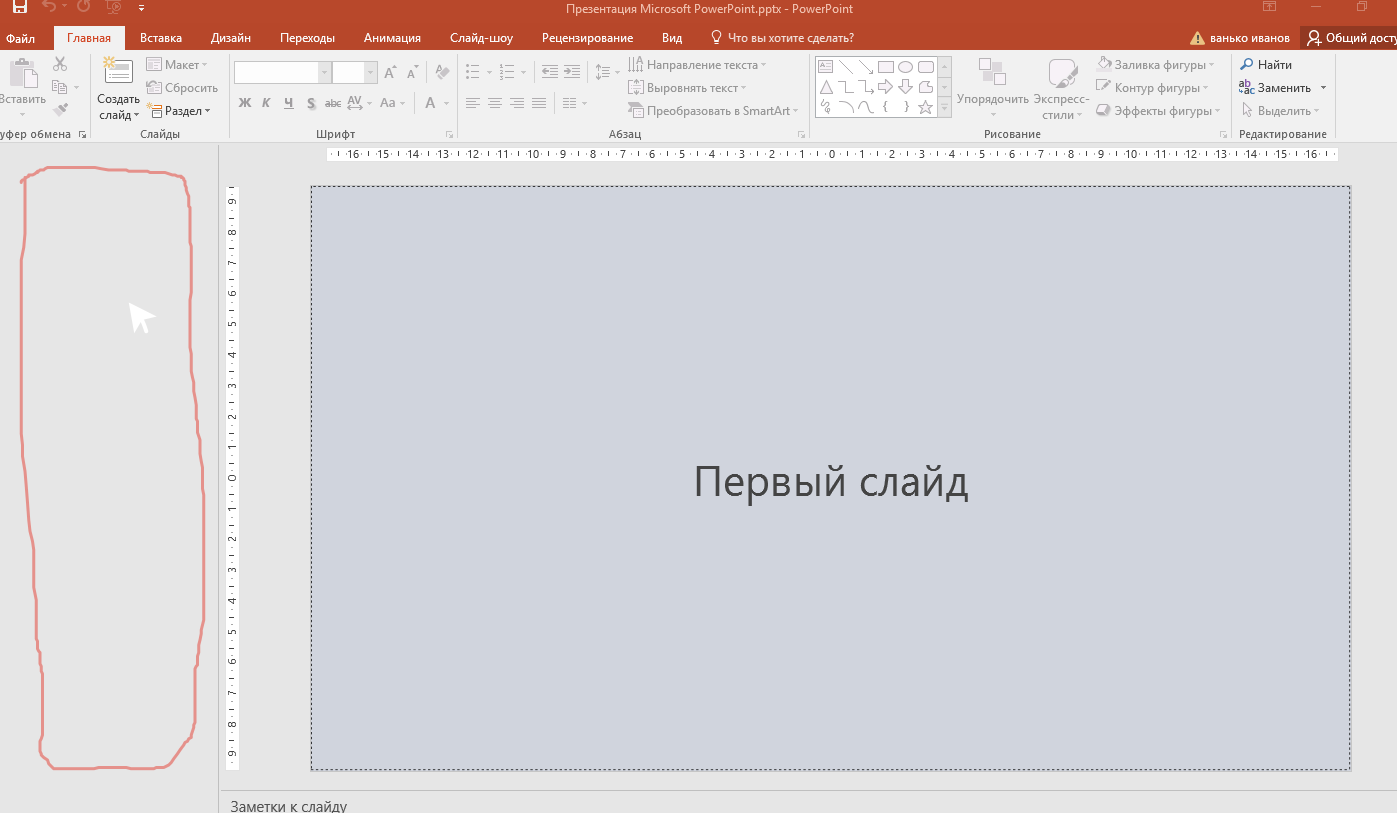 Презентация Microsoft PowerPoint.pptx - PowerPoint
Файл Главная Вставка Дизайн Переходы Анимация Слайд-шоу Рецензирование Вид Что вы хотите сделать? ванько иванов Общий досту
Вставить
Создать слайд
Макет
Сбросить
Раздел
Ж К Ч S abc AV Aa A
Направление текста
Выровнять текст
Преобразовать в SmartArt
Упорядочить
Экспресс-стили
Заливка фигуры
Контур фигуры
Эффекты фигуры
Найти
Заменить
Выделить
уфер обмена Слайды Шрифт Абзац Рисование Редактирование
16 15 14 13 12 11 10 9 8 7 6 5 4 3 2 1 0 1 2 3 4 5 6 7 8 9 10 11 12 13 14 15 16
9 8 7 6 5 4 3 2 1 0 1 2 3 4 5 6 7 8 9
Первый слайд
Заметки к слайду